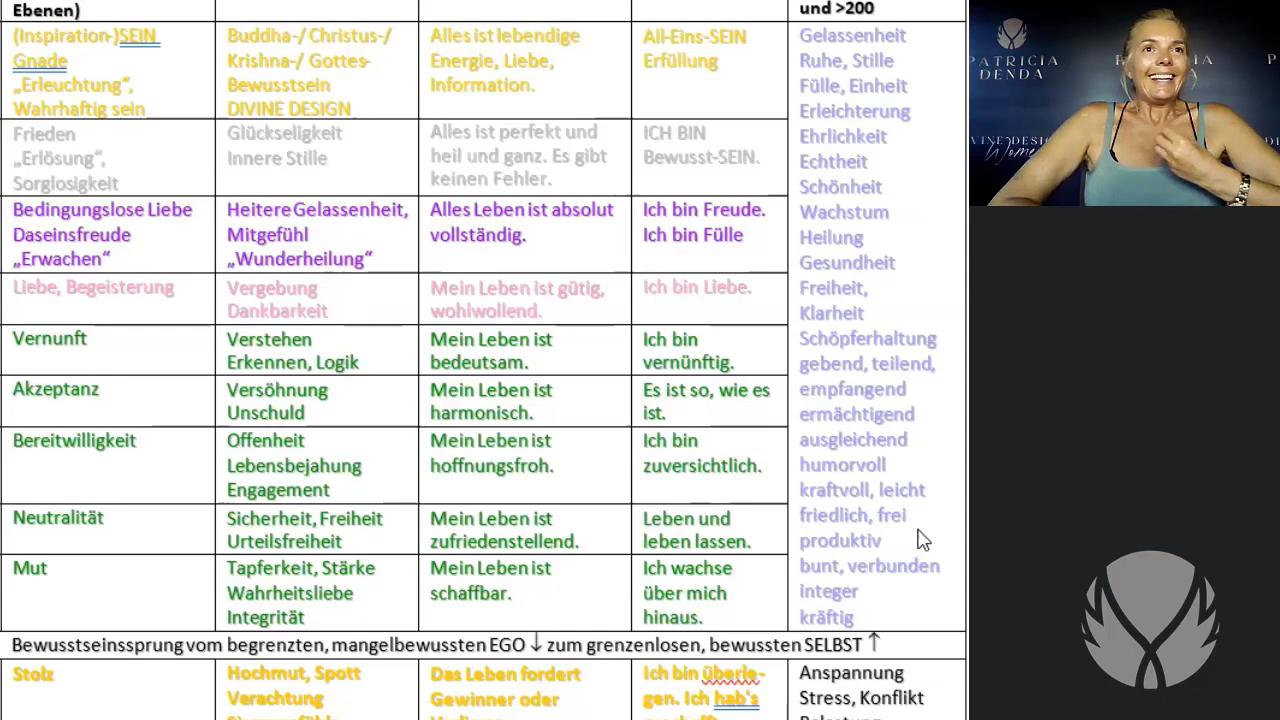 Ebenen)
und >200
(Inspiration-)SEIN
Gnade
„Erleuchtung“,
Wahrhaftig sein
Buddha-/ Christus-/
Krishna-/ Gottes-
Bewusstsein
DIVINE DESIGN
Alles ist lebendige
Energie, Liebe,
Information.
All-Eins-SEIN
Erfüllung
Frieden
„Erlösung“,
Sorglosigkeit
Glückseligkeit
Innere Stille
Alles ist perfekt und
heil und ganz. Es gibt
keinen Fehler.
ICH BIN
Bewusst-SEIN.
Bedingungslose Liebe
Daseinsfreude
„Erwachen“
Heitere Gelassenheit,
Mitgefühl
„Wunderheilung“
Alles Leben ist absolut
vollständig.
Ich bin Freude.
Ich bin Fülle
Liebe, Begeisterung
Vergebung
Dankbarkeit
Mein Leben ist gütig,
wohlwollend.
Ich bin Liebe.
Vernunft
Verstehen
Erkennen, Logik
Mein Leben ist
bedeutsam.
Ich bin
vernünftig.
Akzeptanz
Versöhnung
Unschuld
Mein Leben ist
harmonisch.
Es ist so, wie es
ist.
Bereitwilligkeit
Offenheit
Lebensbejahung
Engagement
Mein Leben ist
hoffnungsfroh.
Ich bin
zuversichtlich.
Neutralität
Sicherheit, Freiheit
Urteilsfreiheit
Mein Leben ist
zufriedenstellend.
Leben und
leben lassen.
Mut
Tapferkeit, Stärke
Wahrheitsliebe
Integrität
Mein Leben ist
schaffbar.
Ich wachse
über mich
hinaus.
Gelassenheit
Ruhe, Stille
Fülle, Einheit
Erleichterung
Ehrlichkeit
Echtheit
Schönheit
Wachstum
Heilung
Gesundheit
Freiheit,
Klarheit
Schöpferhaltung
gebend, teilend,
empfangend
ermächtigend
ausgleichend
humorvoll
kraftvoll, leicht
friedlich, frei
produktiv
bunt, verbunden
integer
kräftig
Bewusstseinssprung vom begrenzten, mangelbewussten EGO ↓ zum grenzenlosen, bewussten SELBST ↑
Stolz
Hochmut, Spott
Verachtung
Das Leben fordert
Gewinner oder
Ich bin überle-
gen. Ich hab's
Anspannung
Stress, Konflikt
PATRICIA
DENDA